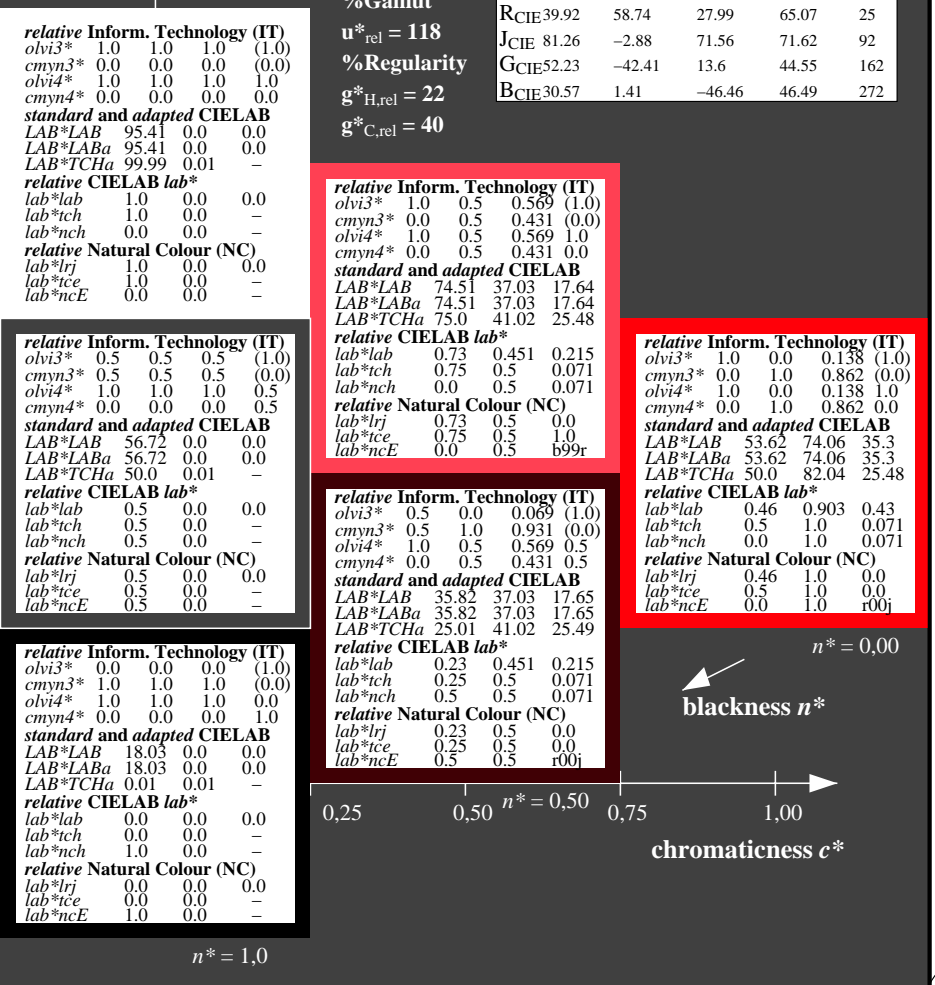 %Gamut
u*rel = 118
%Regularity
g*H,rel = 22
g*C,rel = 40
RCIE 39.92 58.74 27.99 65.07 25
JCIE 81.26 −2.88 71.56 71.62 92
GCIE 52.23 −42.41 13.6 44.55 162
BCIE 30.57 1.41 −46.46 46.49 272
relative Inform. Technology (IT)
olvi3* 1.0 1.0 1.0 (1.0)
cmyn3* 0.0 0.0 0.0 (0.0)
olvi4* 1.0 1.0 1.0 1.0
cmyn4* 0.0 0.0 0.0 0.0
standard and adapted CIELAB
LAB*LAB 95.41 0.0 0.0
LAB*LABa 95.41 0.0 0.0
LAB*TCHa 99.99 0.01 –
relative CIELAB lab*
lab*lab 1.0 0.0 0.0
lab*tch 1.0 0.0 –
lab*nch 0.0 0.0 –
relative Natural Colour (NC)
lab*lrj 1.0 0.0 0.0
lab*tce 1.0 0.0 –
lab*ncE 0.0 0.0 –
relative Inform. Technology (IT)
olvi3* 1.0 0.5 0.569 (1.0)
cmyn3* 0.0 0.5 0.431 (0.0)
olvi4* 1.0 0.5 0.569 1.0
cmyn4* 0.0 0.5 0.431 0.0
standard and adapted CIELAB
LAB*LAB 74.51 37.03 17.64
LAB*LABa 74.51 37.03 17.64
LAB*TCHa 75.0 41.02 25.48
relative CIELAB lab*
lab*lab 0.73 0.451 0.215
lab*tch 0.75 0.5 0.071
lab*nch 0.0 0.5 0.071
relative Natural Colour (NC)
lab*lrj 0.73 0.5 0.0
lab*tce 0.75 0.5 1.0
lab*ncE 0.0 0.5 b99r
relative Inform. Technology (IT)
olvi3* 0.5 0.5 0.5 (1.0)
cmyn3* 0.5 0.5 0.5 (0.0)
olvi4* 1.0 1.0 1.0 0.5
cmyn4* 0.0 0.0 0.0 0.5
standard and adapted CIELAB
LAB*LAB 56.72 0.0 0.0
LAB*LABa 56.72 0.0 0.0
LAB*TCHa 50.0 0.01 –
relative CIELAB lab*
lab*lab 0.5 0.0 0.0
lab*tch 0.5 0.0 –
lab*nch 0.5 0.0 –
relative Natural Colour (NC)
lab*lrj 0.5 0.0 0.0
lab*tce 0.5 0.0 –
lab*ncE 0.5 0.0 –
relative Inform. Technology (IT)
olvi3* 1.0 0.0 0.138 (1.0)
cmyn3* 0.0 1.0 0.862 (0.0)
olvi4* 1.0 0.0 0.138 1.0
cmyn4* 0.0 1.0 0.862 0.0
standard and adapted CIELAB
LAB*LAB 53.62 74.06 35.3
LAB*LABa 53.62 74.06 35.3
LAB*TCHa 50.0 82.04 25.48
relative CIELAB lab*
lab*lab 0.46 0.903 0.43
lab*tch 0.5 1.0 0.071
lab*nch 0.0 1.0 0.071
relative Natural Colour (NC)
lab*lrj 0.46 1.0 0.0
lab*tce 0.5 1.0 0.0
lab*ncE 0.0 1.0 r00j
relative Inform. Technology (IT)
olvi3* 0.5 0.0 0.069 (1.0)
cmyn3* 0.5 1.0 0.931 (0.0)
olvi4* 1.0 0.5 0.569 0.5
cmyn4* 0.0 0.5 0.431 0.5
standard and adapted CIELAB
LAB*LAB 35.82 37.03 17.65
LAB*LABa 35.82 37.03 17.65
LAB*TCHa 25.01 41.02 25.49
relative CIELAB lab*
lab*lab 0.23 0.451 0.215
lab*tch 0.25 0.5 0.071
lab*nch 0.5 0.5 0.071
relative Natural Colour (NC)
lab*lrj 0.23 0.5 0.0
lab*tce 0.25 0.5 0.0
lab*ncE 0.5 0.5 r00j
n* = 0,00
blackness n*
relative Inform. Technology (IT)
olvi3* 0.0 0.0 0.0 (1.0)
cmyn3* 1.0 1.0 1.0 (0.0)
olvi4* 1.0 1.0 1.0 0.0
cmyn4* 0.0 0.0 0.0 1.0
standard and adapted CIELAB
LAB*LAB 18.03 0.0 0.0
LAB*LABa 18.03 0.0 0.0
LAB*TCHa 0.01 0.01 –
relative CIELAB lab*
lab*lab 0.0 0.0 0.0
lab*tch 0.0 0.0 –
lab*nch 1.0 0.0 –
relative Natural Colour (NC)
lab*lrj 0.0 0.0 0.0
lab*tce 0.0 0.0 –
lab*ncE 1.0 0.0 –
0,25 0,50 n* = 0,50 0,75 1,00
chromaticness c*
n* = 1,0